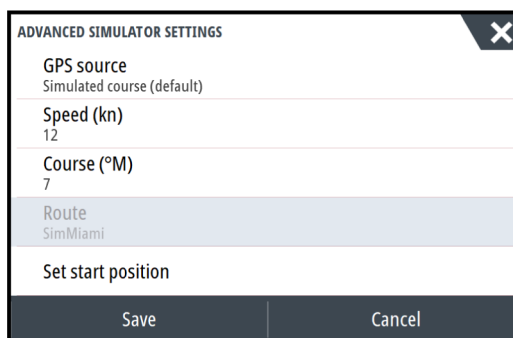 ADVANCED SIMULATOR SETTINGS
GPS source
Simulated course (default)
Speed (kn)
12
Course (°M)
7
Route
SimMiami
Set start position
Save
Cancel